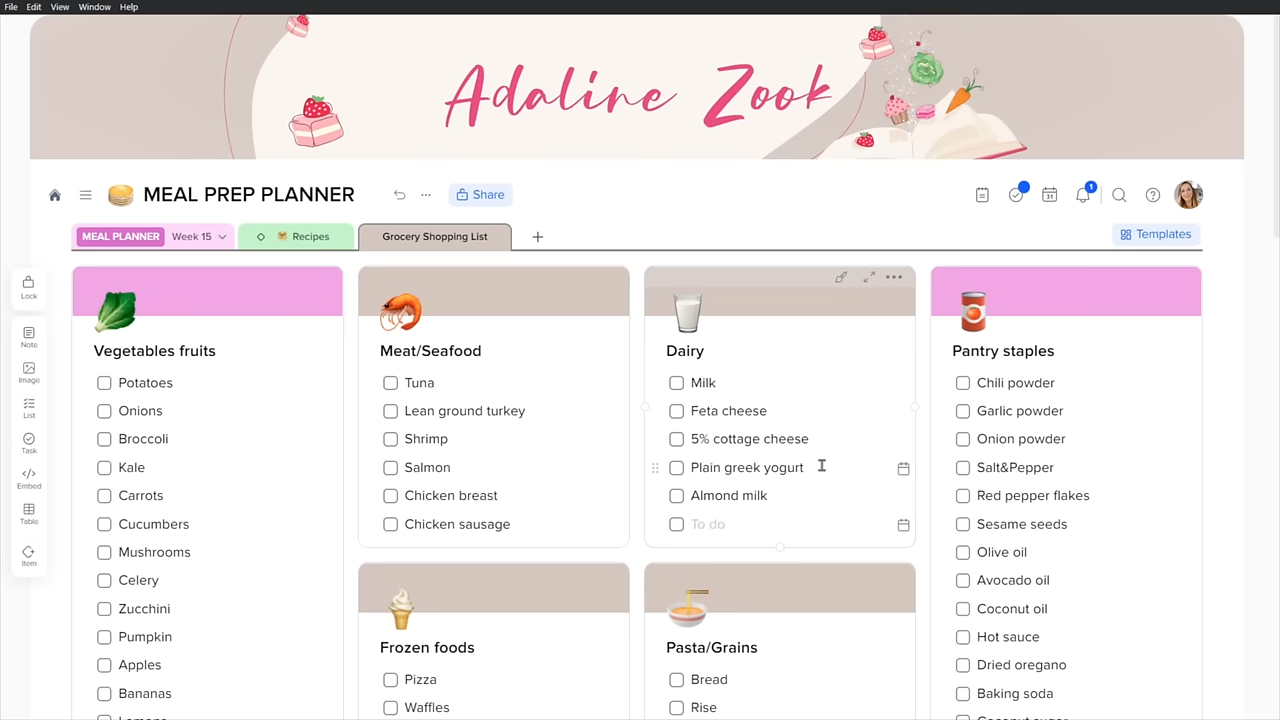 File Edit View Window Help
Adaline Zook
MEAL PREP PLANNER
Share
31
1
MEAL PLANNER Week 15
Recipes
Grocery Shopping List
+
Templates
Lock
Note
Image
List
Task
Embed
Table
Item
Vegetables fruits
Potatoes
Onions
Broccoli
Kale
Carrots
Cucumbers
Mushrooms
Celery
Zucchini
Pumpkin
Apples
Bananas
Meat/Seafood
Tuna
Lean ground turkey
Shrimp
Salmon
Chicken breast
Chicken sausage
Frozen foods
Pizza
Waffles
Dairy
Milk
Feta cheese
5% cottage cheese
Plain greek yogurt
Almond milk
To do
Pasta/Grains
Bread
Rise
Pantry staples
Chili powder
Garlic powder
Onion powder
Salt&Pepper
Red pepper flakes
Sesame seeds
Olive oil
Avocado oil
Coconut oil
Hot sauce
Dried oregano
Baking soda